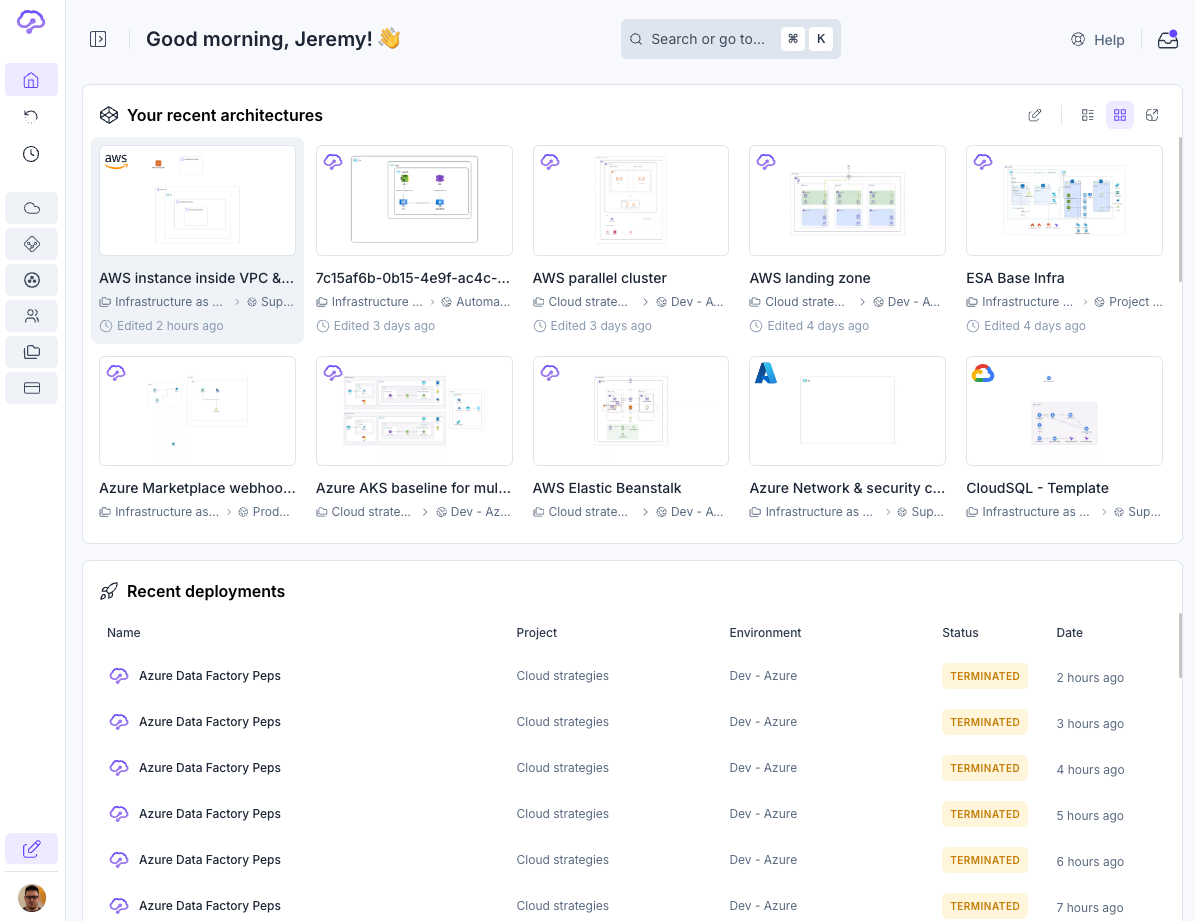 Good morning, Jeremy! 👋
Search or go to...
⌘
K
Help
Your recent architectures
aws
AWS instance inside VPC &...
Infrastructure as ... > Sup...
Edited 2 hours ago
7c15af6b-0b15-4e9f-ac4c-...
Infrastructure ... > Automa...
Edited 3 days ago
AWS parallel cluster
Cloud strate... > Dev - A...
Edited 3 days ago
AWS landing zone
Cloud strate... > Dev - A...
Edited 4 days ago
ESA Base Infra
Infrastructure as ... > Project ...
Edited 4 days ago
Azure Marketplace webhoo...
Infrastructure as... > Prod...
Azure AKS baseline for mul...
Cloud strate... > Dev - Az...
AWS Elastic Beanstalk
Cloud strate... > Dev - A...
Azure Network & security c...
Infrastructure as ... > Sup...
CloudSQL - Template
Infrastructure as ... > Sup...
Recent deployments
Name Project Environment Status Date
Azure Data Factory Peps Cloud strategies Dev - Azure TERMINATED 2 hours ago
Azure Data Factory Peps Cloud strategies Dev - Azure TERMINATED 3 hours ago
Azure Data Factory Peps Cloud strategies Dev - Azure TERMINATED 4 hours ago
Azure Data Factory Peps Cloud strategies Dev - Azure TERMINATED 5 hours ago
Azure Data Factory Peps Cloud strategies Dev - Azure TERMINATED 6 hours ago
Azure Data Factory Peps Cloud strategies Dev - Azure TERMINATED 7 hours ago